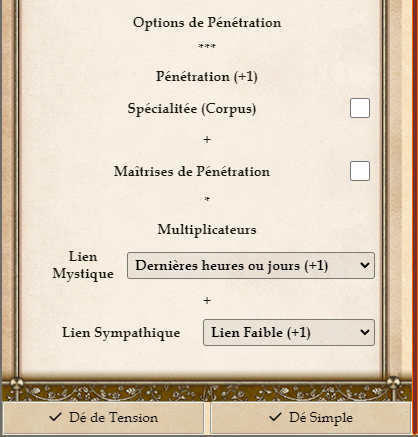 Options de Pénétration
***
Pénétration (+1)
Spécialitée (Corpus)
+
Maîtrises de Pénétration
*
Multiplicateurs
Lien
Mystique
Dernières heures ou jours (+1)
+
Lien Sympathique
Lien Faible (+1)
Dé de Tension
Dé Simple